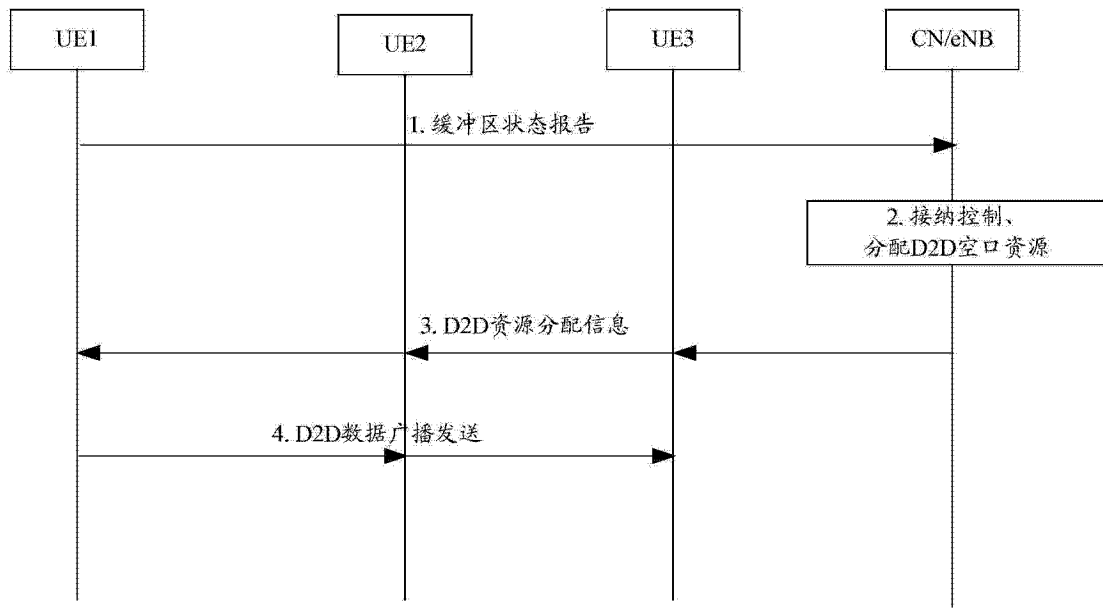 UE1
UE2
UE3
CN/eNB
1. 缓冲区状态报告
2. 接纳控制、
分配D2D空口资源
3. D2D资源分配信息
4. D2D数据广播发送